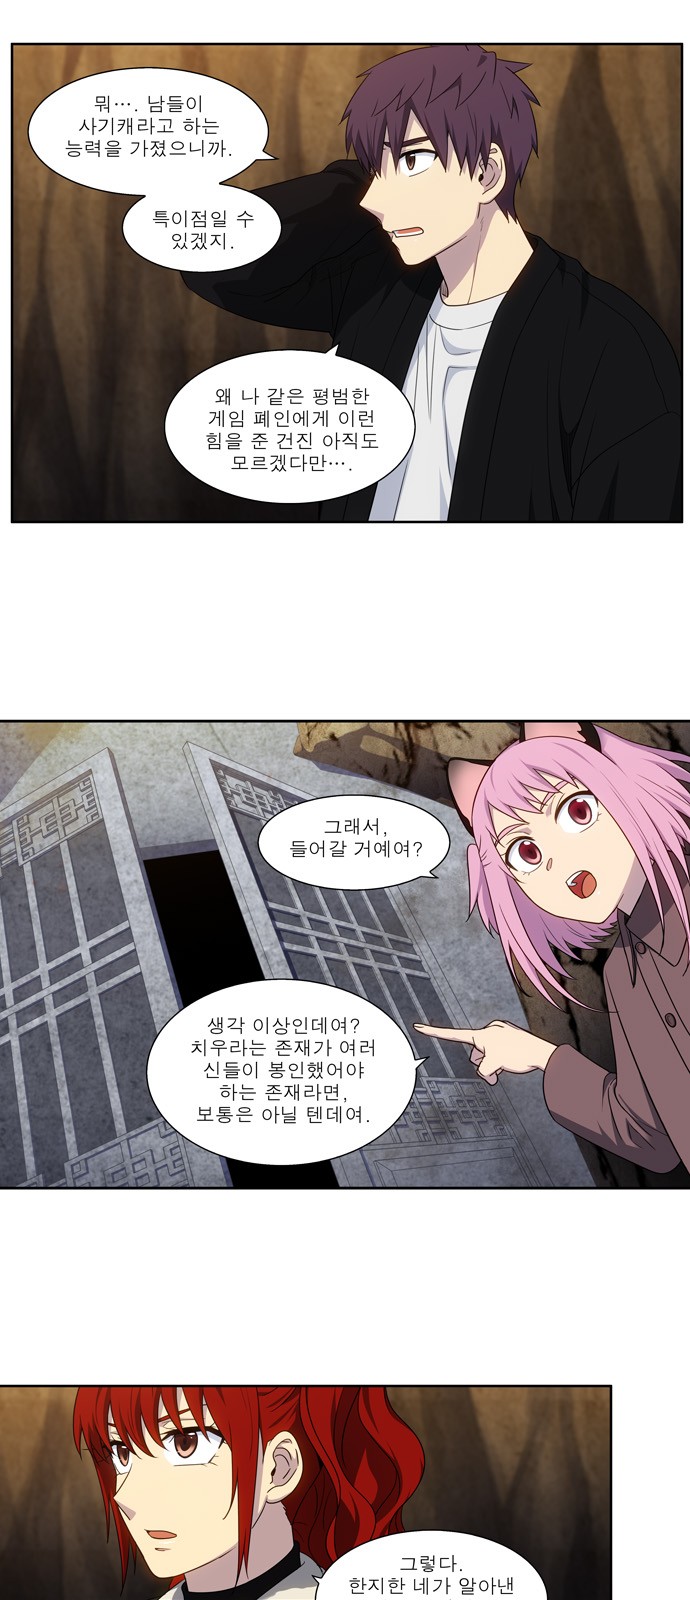 뭐…. 남들이
사기캐라고 하는
능력을 가졌으니까.
특이점일 수
있겠지.
왜 나 같은 평범한
게임 폐인에게 이런
힘을 준 건진 아직도
모르겠다만….
그래서,
들어갈 거예여?
생각 이상인데여?
치우라는 존재가 여러
신들이 봉인했어야
하는 존재라면,
보통은 아닐 텐데여.
그렇다.
한지한 네가 알아낸